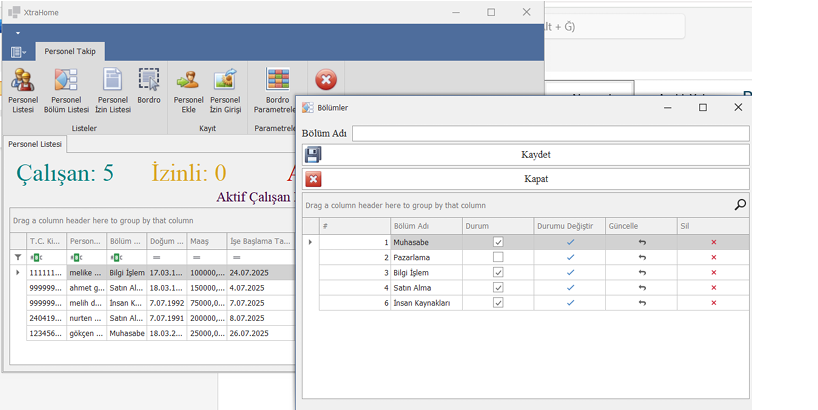 XtraHome
lt + Ğ)
Personel Takip
Personel Listesi
Personel Bölüm Listesi
Personel İzin Listesi
Bordro
Personel Ekle
Personel İzin Girişi
Bordro Parametrele
Listeler
Kayıt
Parametrele
Personel Listesi
Çalışan: 5
İzinli: 0
Aktif Çalışan
Drag a column header here to group by that column
T.C. Ki... Person... Bölüm ... Doğum ... Maaş İşe Başlama Ta...
111111... melike ... Bilgi İşlem 17.03.1... 100000,... 24.07.2025
999999... ahmet g... Satın Al... 18.03.1... 150000,... 4.07.2025
999999... melih d... İnsan K... 7.07.1992 75000,0... 7.07.2025
240419... nurten ... Satın Al... 7.07.1991 200000,... 8.07.2025
123456... gökçen ... Muhasabe 18.03.2... 25000,0... 26.07.2025
Bölümler
Bölüm Adı
Kaydet
Kapat
Drag a column header here to group by that column
# Bölüm Adı Durum Durumu Değiştir Güncelle Sil
1 Muhasabe
2 Pazarlama
3 Bilgi İşlem
4 Satın Alma
6 İnsan Kaynakları